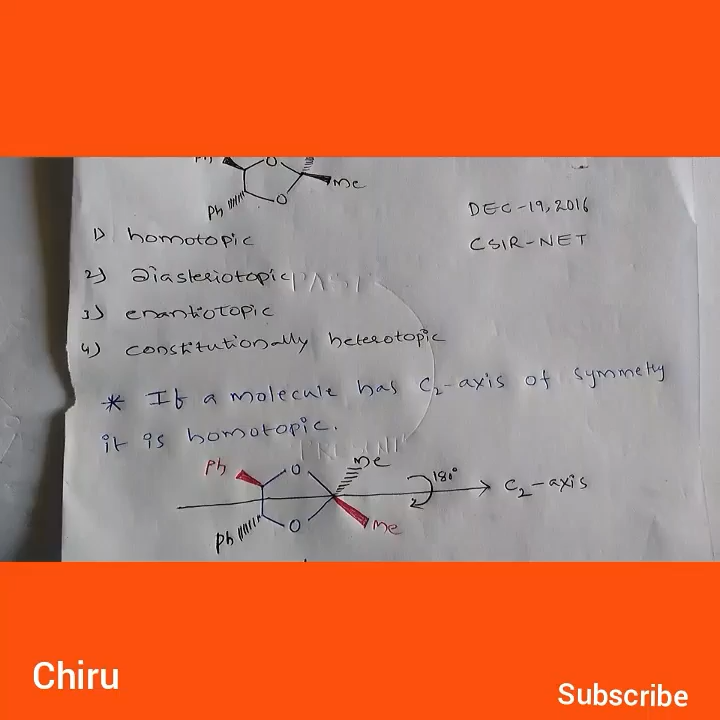 Ph O
Me
Ph O
DEC-19, 2016
1) homotopic
CSIR-NET
2) diasteriotopic
3) enantiotopic
4) constitutionally heterotopic
* If a molecule has C2-axis of symmetry
it is homotopic.
Ph O Me
180°
C2-axis
Ph O Me
Chiru
Subscribe